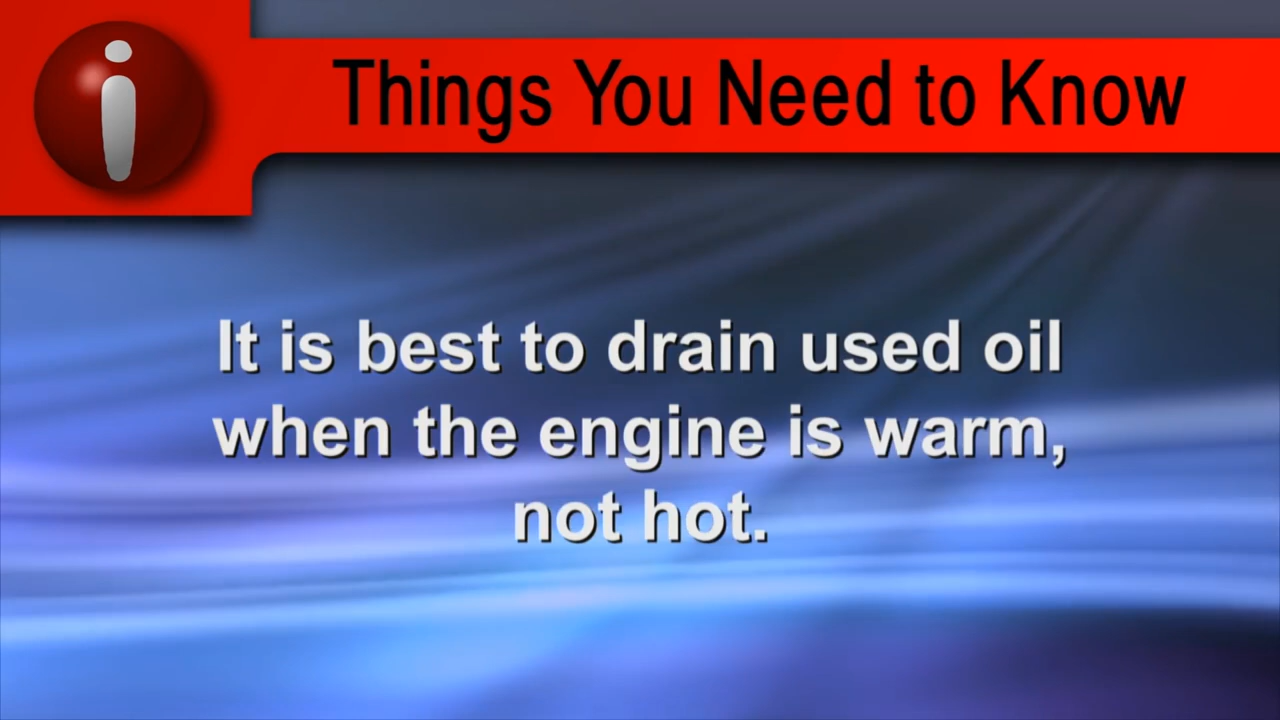 Things You Need to Know
It is best to drain used oil
when the engine is warm,
not hot.